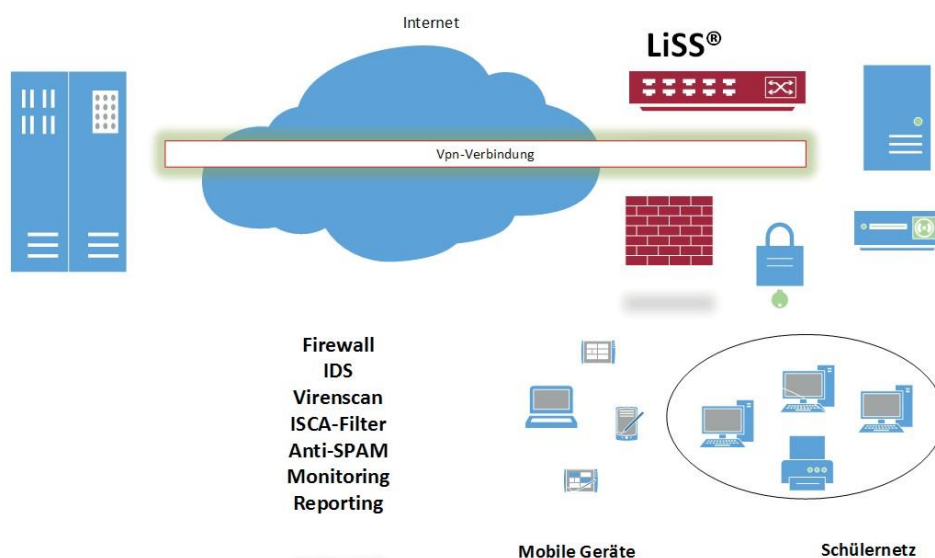 Internet
LiSS®
Vpn-Verbindung
Firewall
IDS
Virenscan
ISCA-Filter
Anti-SPAM
Monitoring
Reporting
Mobile Geräte
Schülernetz